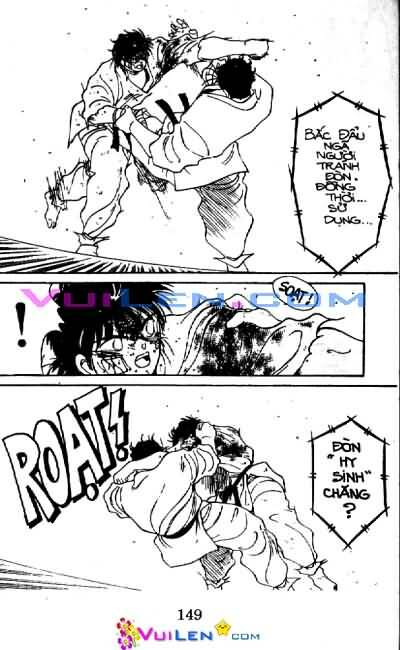 BẮC ĐẨU
NGÃ
NGƯỜI
TRÁNH
ĐÒN.
ĐỒNG
THỜI...
SỬ
DỤNG...
SOẠT!
VUILEN.COM
!
ROẠT!
ĐÒN
"HY
SINH"
CHĂNG
?
149
VUILEN.COM